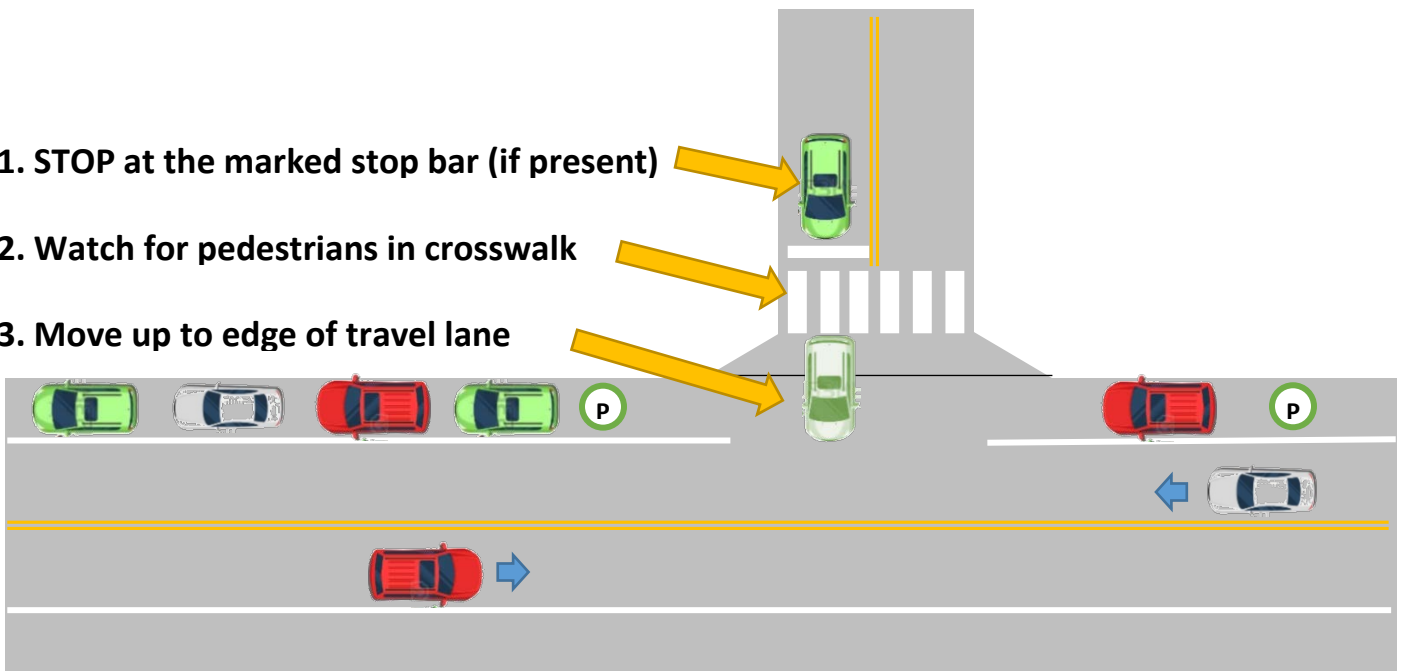 1. STOP at the marked stop bar (if present)
2. Watch for pedestrians in crosswalk
3. Move up to edge of travel lane
P
P